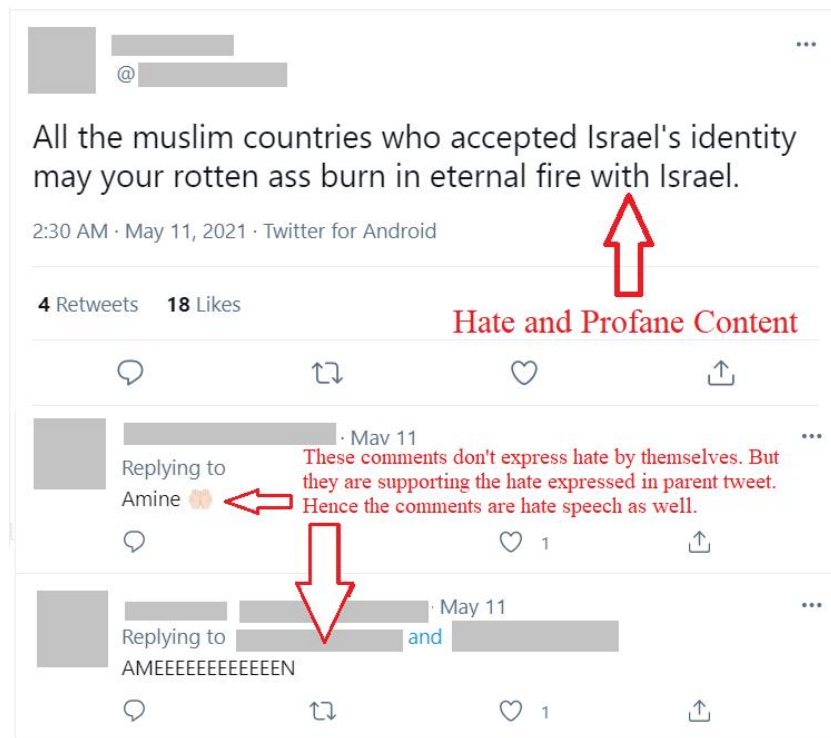 @
All the muslim countries who accepted Israel's identity
may your rotten ass burn in eternal fire with Israel.
2:30 AM · May 11, 2021 · Twitter for Android
4 Retweets 18 Likes
Hate and Profane Content
· May 11
Replying to
Amine 🤲🏻
These comments don't express hate by themselves. But
they are supporting the hate expressed in parent tweet.
Hence the comments are hate speech as well.
1
· May 11
Replying to and
AMEEEEEEEEEEEEN
1